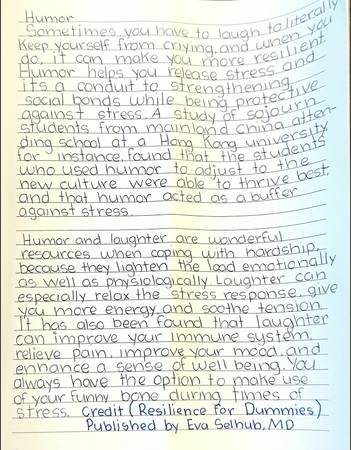 Humor
Sometimes, you have to laugh to literally
Keep yourself from crying, and when you
do, it can make you more resilient
Humor helps you release stress and
its a conduit to strengthening
social bonds while being protective
against stress. A study of sojourn
students from mainland China atten-
ding school at a Hong Kong university
for instance, found that the students
who used humor to adjust to the
new culture were able to thrive best,
and that humor acted as a buffer
against stress.
Humor and laughter are wonderful
resources when coping with hardship,
because they lighten the load emotionally
as well as physiologically. Laughter can
especially relax the stress response, give
you more energy and soothe tension.
It has also been found that laughter
can improve your immune system,
relieve pain, improve your mood, and
enhance a sense of well being. You
always have the option to make use
of your funny bone during times of
stress. Credit (Resilience for Dummies)
Published by Eva Selhub, MD